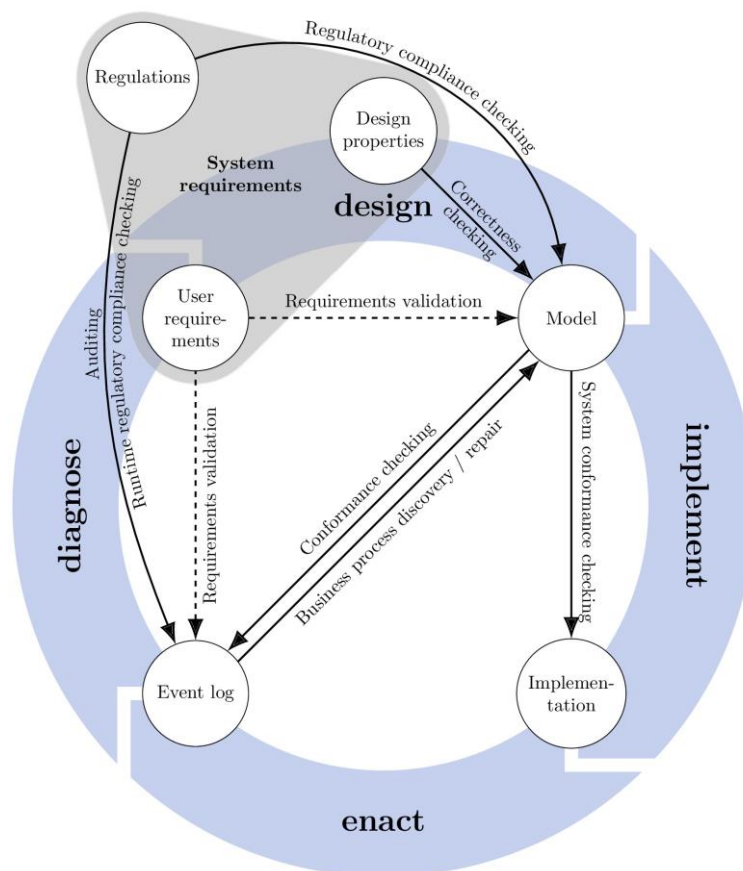 Regulatory compliance checking
Regulations
Design
properties
System
requirements
design
Correctness
checking
User
require-
ments
Requirements validation
Model
Auditing
Runtime regulatory compliance checking
Requirements validation
Conformance checking
Business process discovery / repair
System conformance checking
diagnose
implement
Event log
Implemen-
tation
enact